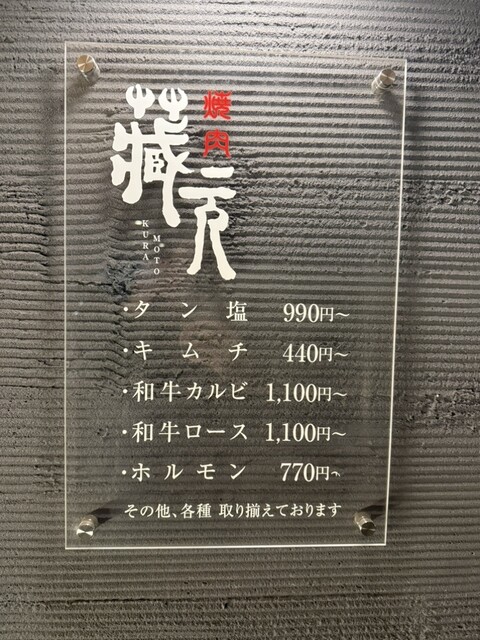 焼肉
藏元
KURA
MOTO
・タン塩 990円〜
・キムチ 440円〜
・和牛カルビ 1,100円〜
・和牛ロース 1,100円〜
・ホルモン 770円〜
その他、各種 取り揃えております